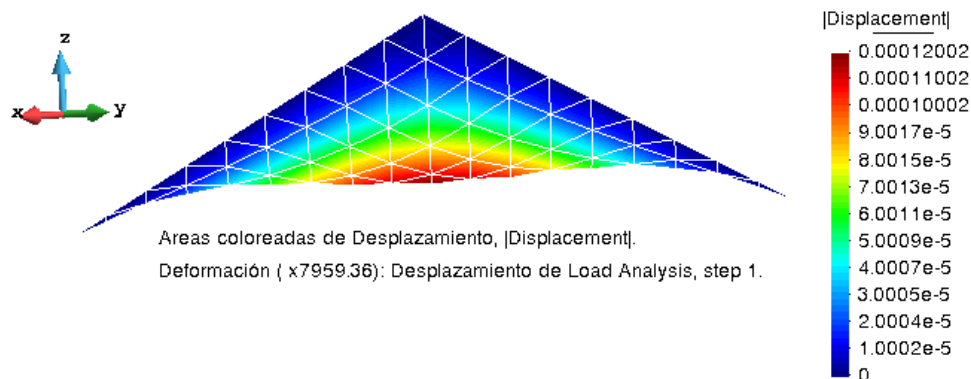 |Displacement|
0.00012002
0.00011002
0.00010002
9.0017e-5
8.0015e-5
7.0013e-5
6.0011e-5
5.0009e-5
4.0007e-5
3.0005e-5
2.0004e-5
1.0002e-5
0
z
x
y
Areas coloreadas de Desplazamiento, |Displacement|.
Deformación ( x7959.36): Desplazamiento de Load Analysis, step 1.